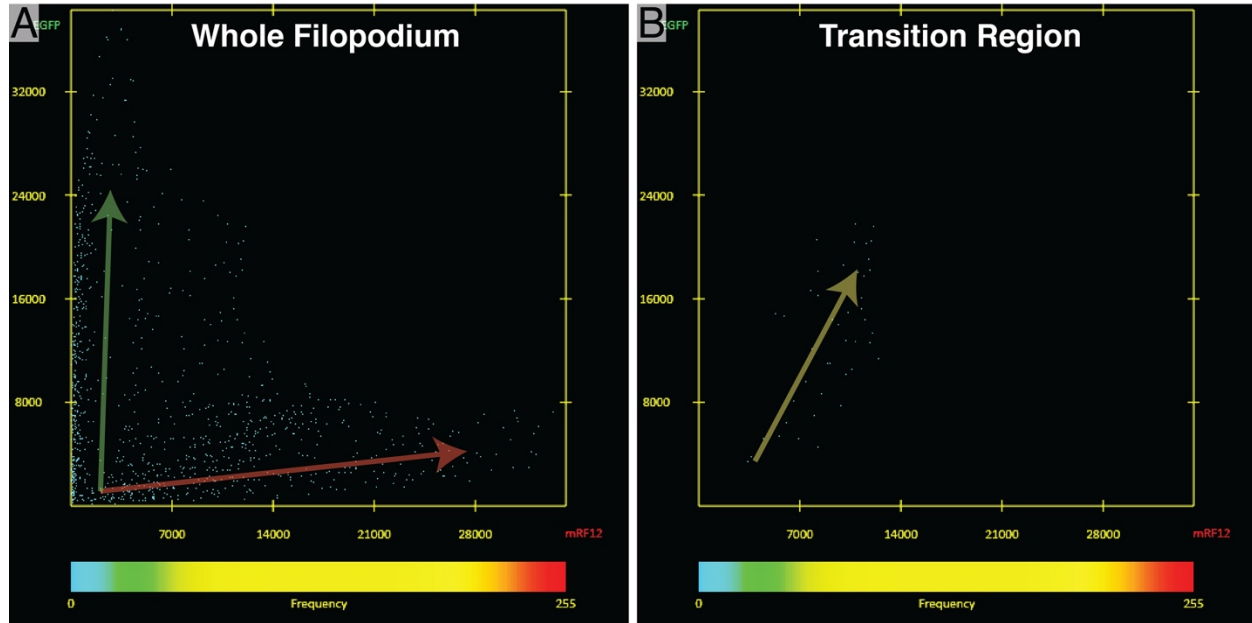 A
EGFP
Whole Filopodium
32000
24000
16000
8000
7000 14000 21000 28000 mRF12
0 Frequency 255
B
EGFP
Transition Region
32000
24000
16000
8000
7000 14000 21000 28000 mRF12
0 Frequency 255